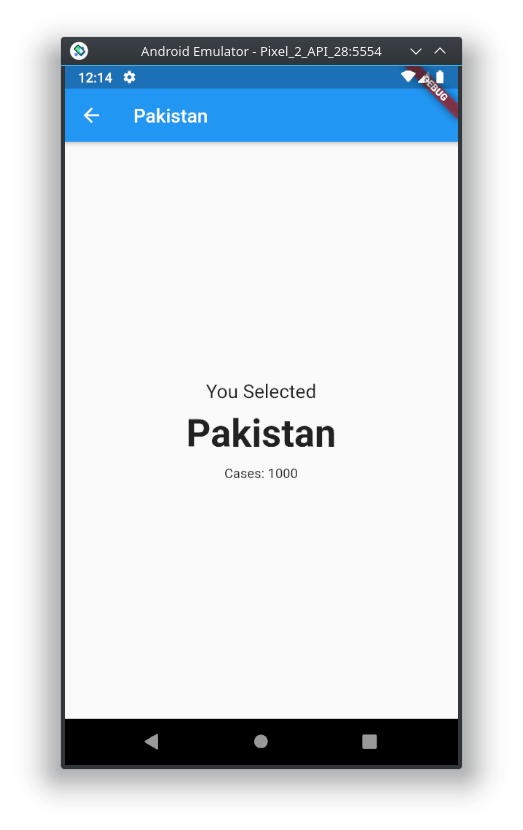 Android Emulator - Pixel_2_API_28:5554
12:14
DEBUG
Pakistan
You Selected
Pakistan
Cases: 1000